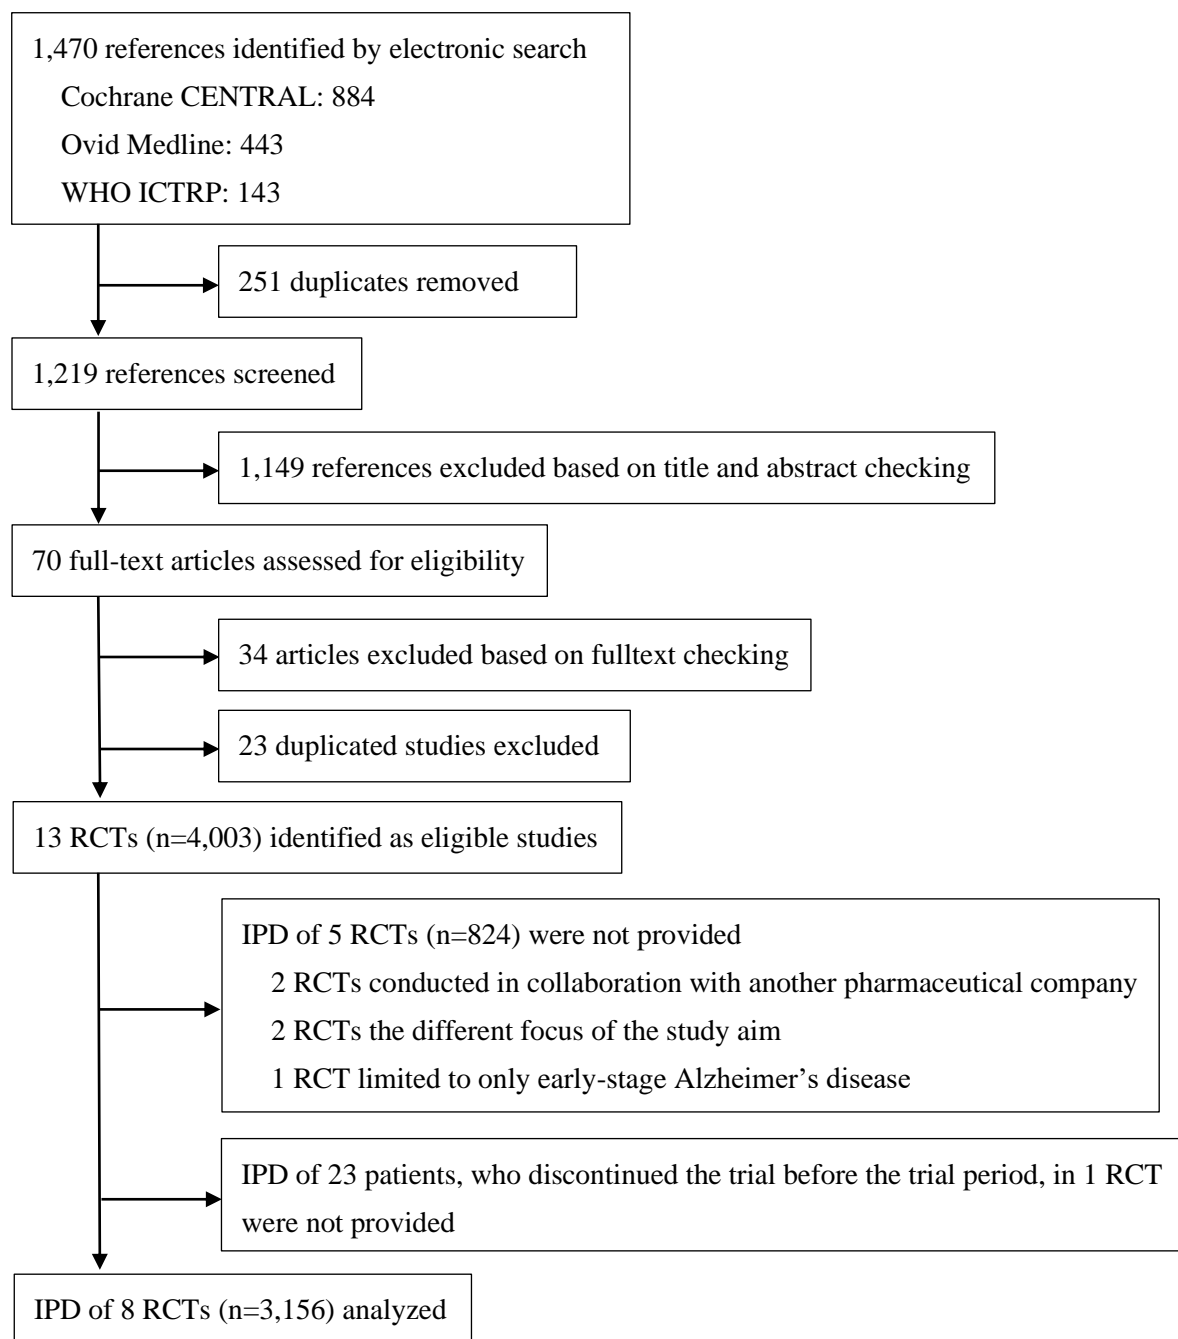 1,470 references identified by electronic search
Cochrane CENTRAL: 884
Ovid Medline: 443
WHO ICTRP: 143
251 duplicates removed
1,219 references screened
1,149 references excluded based on title and abstract checking
70 full-text articles assessed for eligibility
34 articles excluded based on fulltext checking
23 duplicated studies excluded
13 RCTs (n=4,003) identified as eligible studies
IPD of 5 RCTs (n=824) were not provided
2 RCTs conducted in collaboration with another pharmaceutical company
2 RCTs the different focus of the study aim
1 RCT limited to only early-stage Alzheimer’s disease
IPD of 23 patients, who discontinued the trial before the trial period, in 1 RCT
were not provided
IPD of 8 RCTs (n=3,156) analyzed